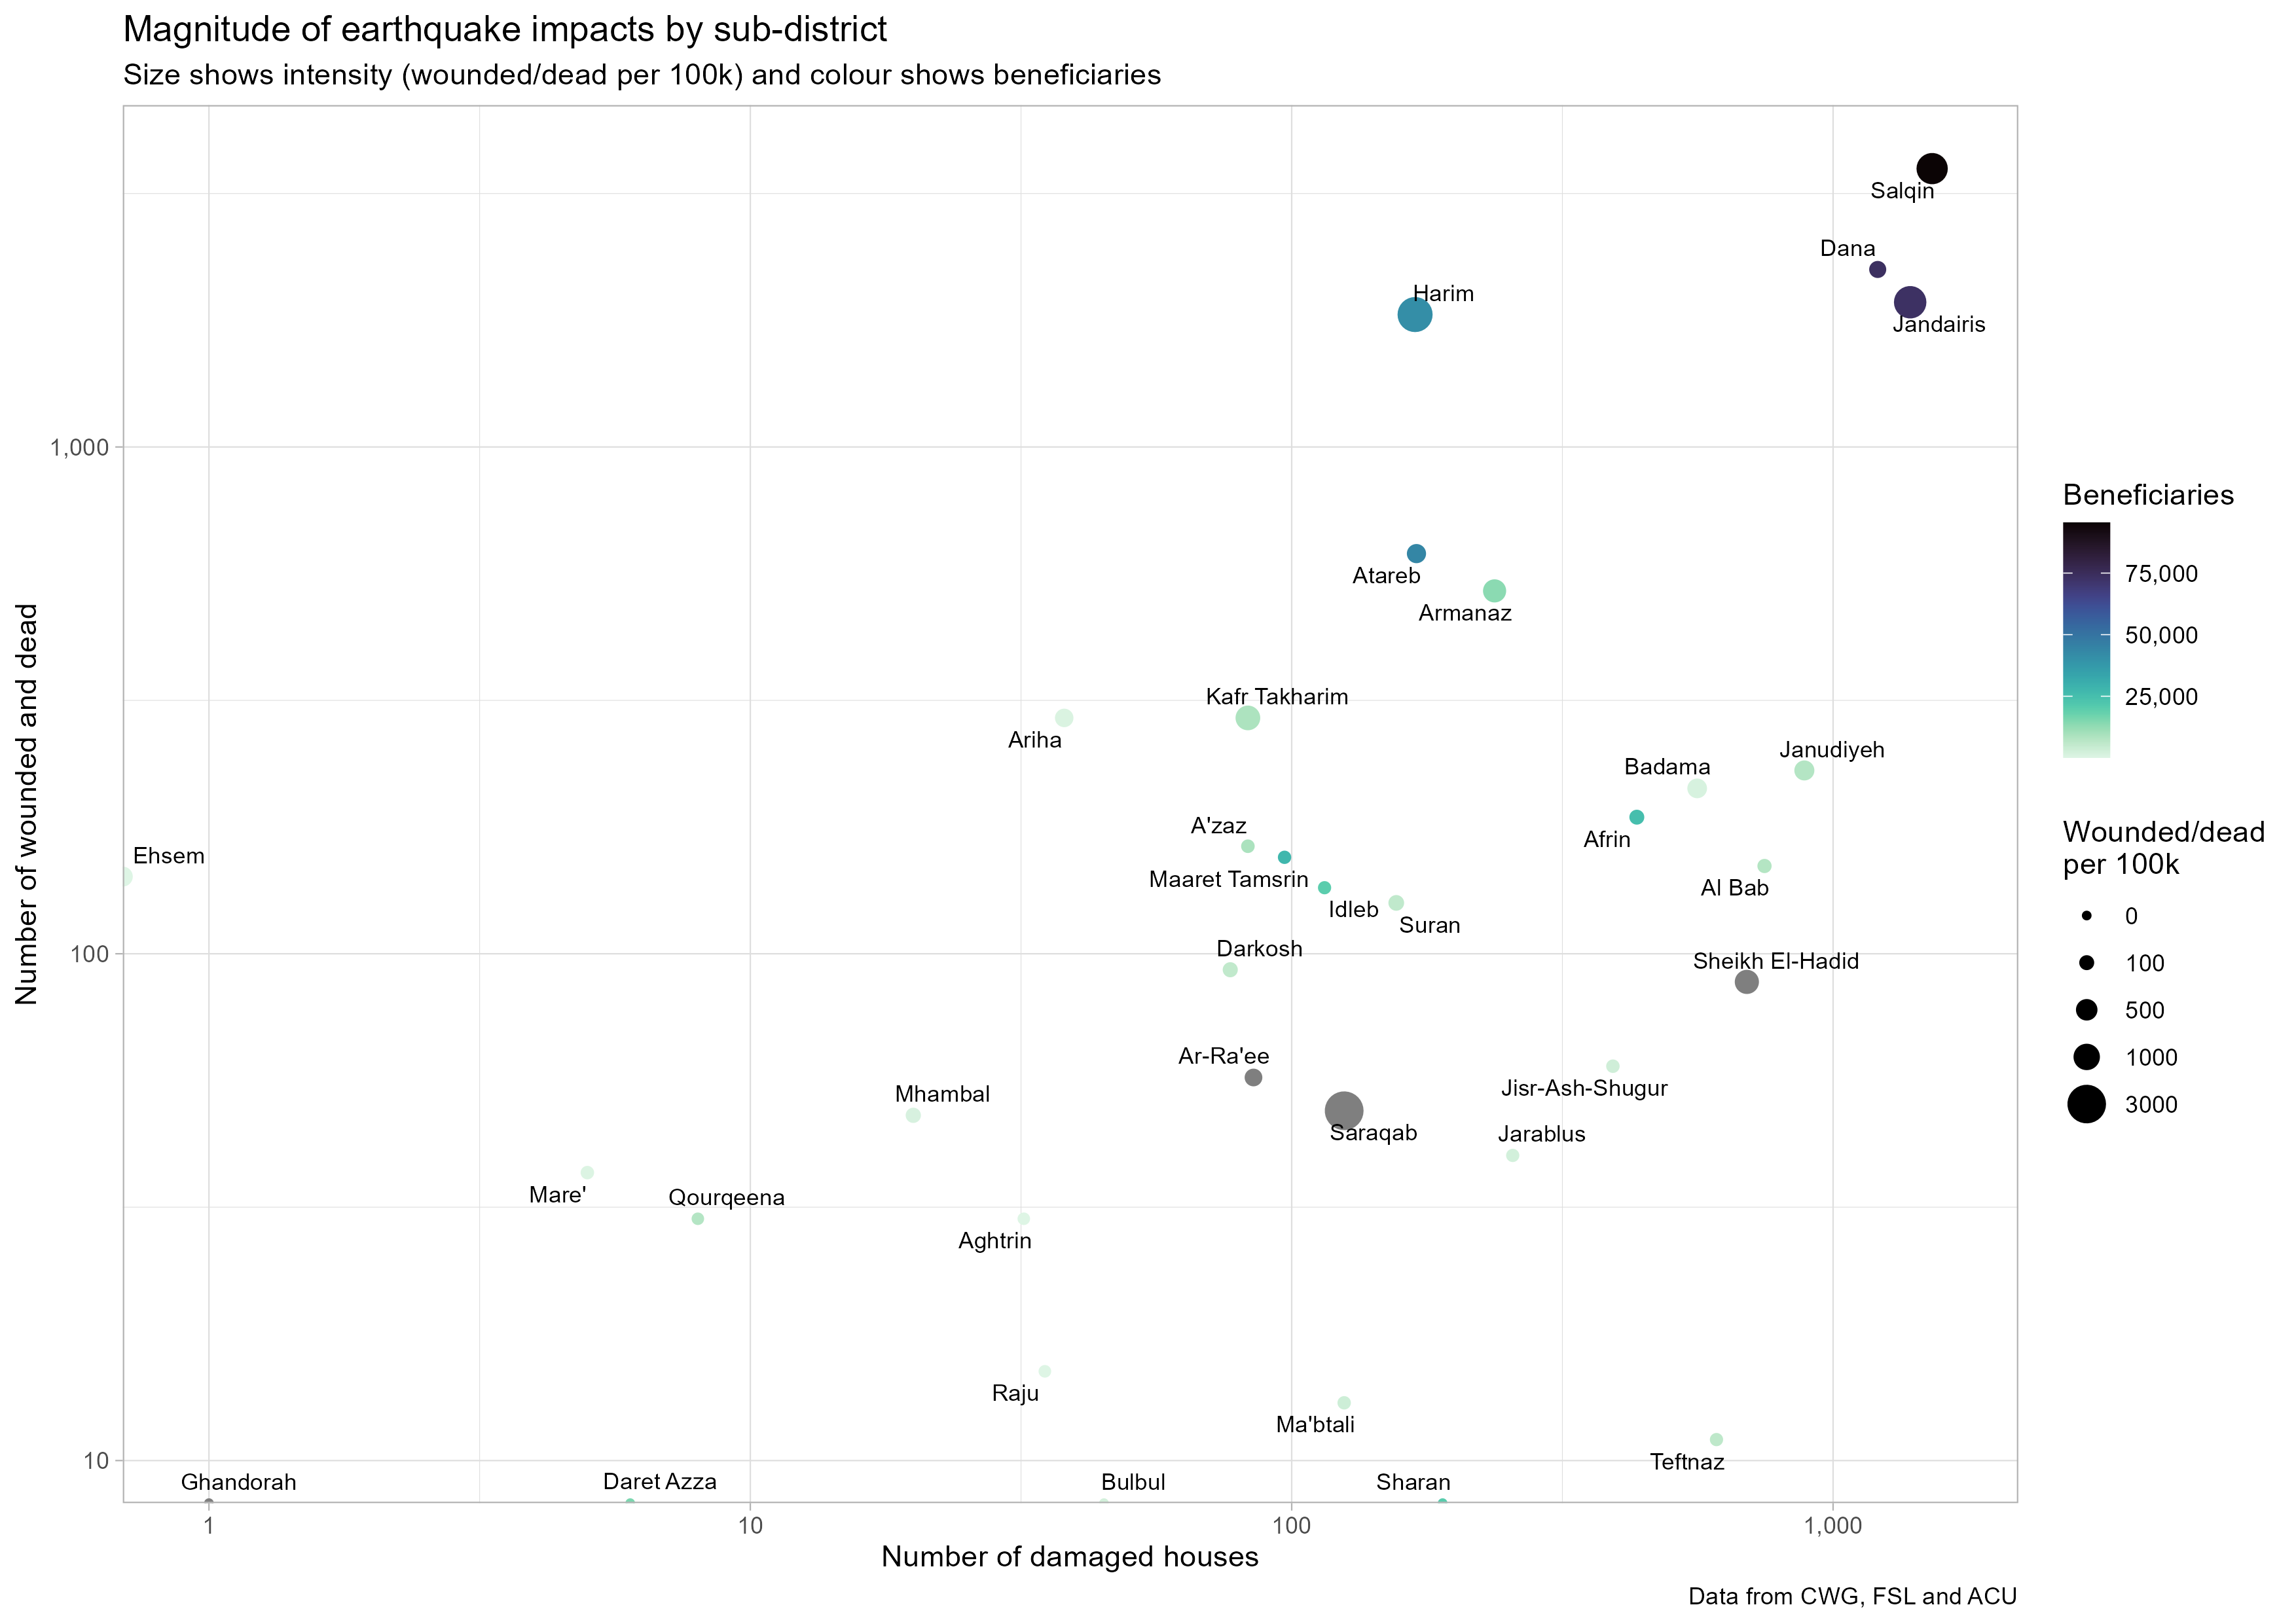 Magnitude of earthquake impacts by sub-district
Size shows intensity (wounded/dead per 100k) and colour shows beneficiaries
Number of wounded and dead
1,000
100
10
Salqin
Dana
Harim
Jandairis
Atareb
Armanaz
Kafr Takharim
Ariha
Janudiyeh
Badama
A'zaz
Afrin
Ehsem
Maaret Tamsrin
Al Bab
Idleb
Suran
Darkosh
Sheikh El-Hadid
Ar-Ra'ee
Jisr-Ash-Shugur
Mhambal
Saraqab
Jarablus
Mare'
Qourqeena
Aghtrin
Raju
Ma'btali
Teftnaz
Ghandorah
Daret Azza
Bulbul
Sharan
1
10
100
1,000
Number of damaged houses
Beneficiaries
75,000
50,000
25,000
Wounded/dead
per 100k
0
100
500
1000
3000
Data from CWG, FSL and ACU